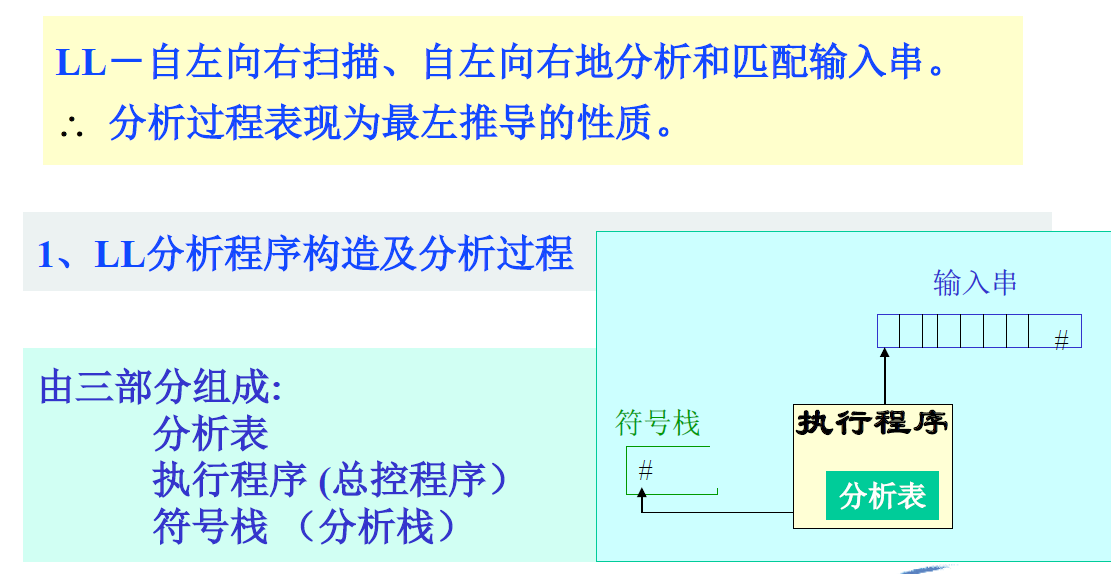 LL－自左向右扫描、自左向右地分析和匹配输入串。
∴ 分析过程表现为最左推导的性质。
1、LL分析程序构造及分析过程
由三部分组成:
分析表
执行程序 (总控程序）
符号栈 （分析栈）
输入串
#
符号栈
#
执行程序
分析表